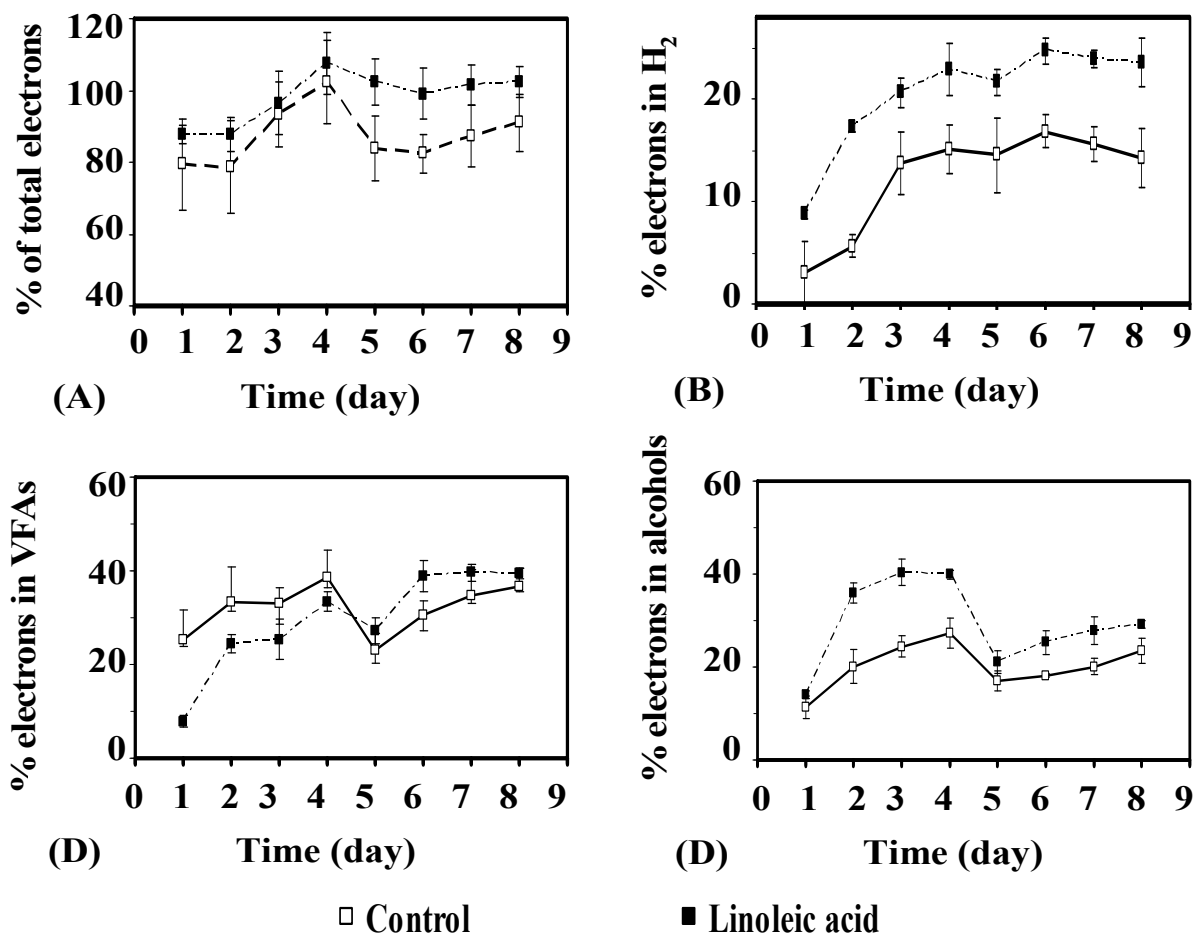 % of total electrons
120
100
80
60
40
0 1 2 3 4 5 6 7 8 9
(A) Time (day)
% electrons in H₂
20
10
0
0 1 2 3 4 5 6 7 8 9
(B) Time (day)
% electrons in VFAs
60
40
20
0
0 1 2 3 4 5 6 7 8 9
(D) Time (day)
% electrons in alcohols
60
40
20
0
0 1 2 3 4 5 6 7 8 9
(D) Time (day)
Control Linoleic acid